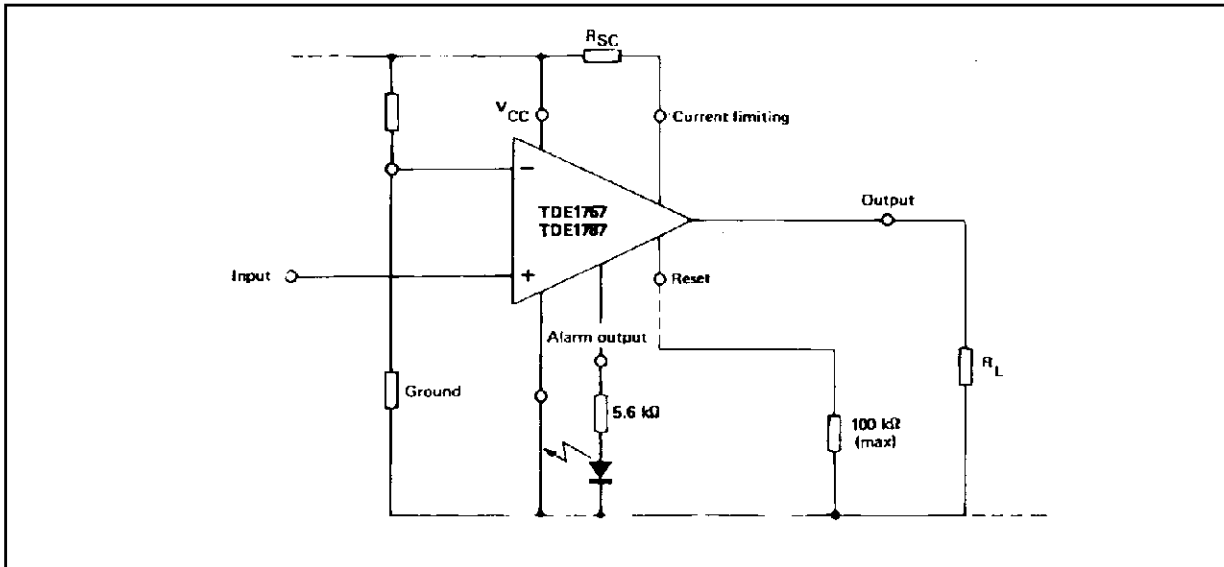 RSC
VCC
Current limiting
−
TDE1767
TDE1787
Output
Input
+
Reset
Alarm output
RL
Ground
5.6 kΩ
100 kΩ
(max)